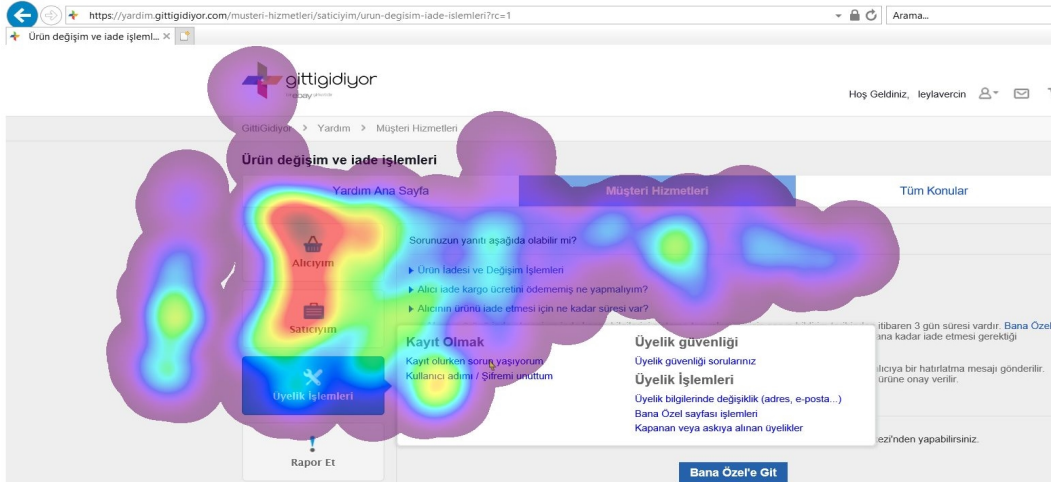 https://yardim.gittigidiyor.com/musteri-hizmetleri/saticiyim/urun-degisim-iade-islemleri?rc=1
Arama...
Ürün değişim ve iade işleml...
gittigidiyor
Hoş Geldiniz, leylavercin
GittiGidiyor > Yardım > Müşteri Hizmetleri
Ürün değişim ve iade işlemleri
Yardım Ana Sayfa
Müşteri Hizmetleri
Tüm Konular
Alıcıyım
Sorunuzun yanıtı aşağıda olabilir mi?
Ürün İadesi ve Değişim İşlemleri
Alıcı iade kargo ücretini ödememiş ne yapmalıyım?
Alıcının ürünü iade etmesi için ne kadar süresi var?
Satıcıyım
itibaren 3 gün süresi vardır. Bana Özel
ana kadar iade etmesi gerektiği
Kayıt Olmak
Kayıt olurken sorun yaşıyorum
Kullanıcı adımı / Şifremi unuttum
Üyelik güvenliği
Üyelik güvenliği sorularınız
Üyelik İşlemleri
Üyelik bilgilerinde değişiklik (adres, e-posta...)
Bana Özel sayfası işlemleri
Kapanan veya askıya alınan üyelikler
lıcıya bir hatırlatma mesajı gönderilir.
ürüne onay verilir.
Üyelik İşlemleri
ezi'nden yapabilirsiniz.
Rapor Et
Bana Özel'e Git